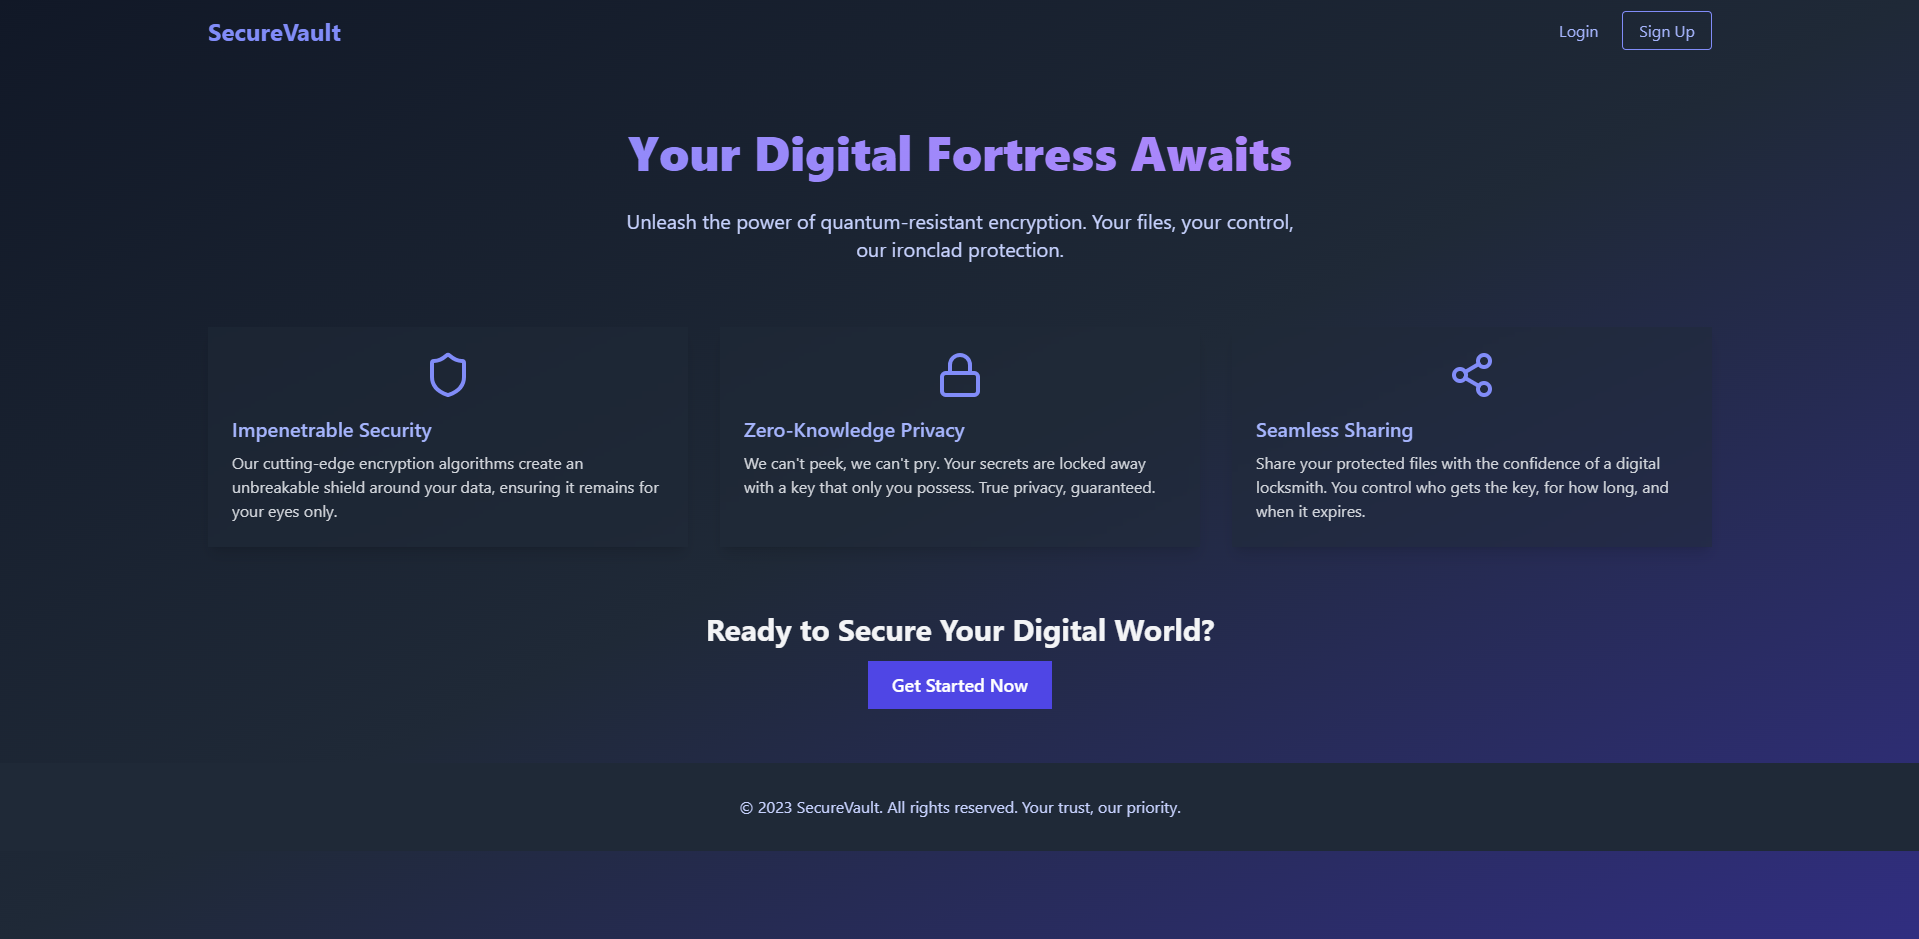 SecureVault
Login
Sign Up
Your Digital Fortress Awaits
Unleash the power of quantum-resistant encryption. Your files, your control,
our ironclad protection.
Impenetrable Security
Our cutting-edge encryption algorithms create an
unbreakable shield around your data, ensuring it remains for
your eyes only.
Zero-Knowledge Privacy
We can't peek, we can't pry. Your secrets are locked away
with a key that only you possess. True privacy, guaranteed.
Seamless Sharing
Share your protected files with the confidence of a digital
locksmith. You control who gets the key, for how long, and
when it expires.
Ready to Secure Your Digital World?
Get Started Now
© 2023 SecureVault. All rights reserved. Your trust, our priority.